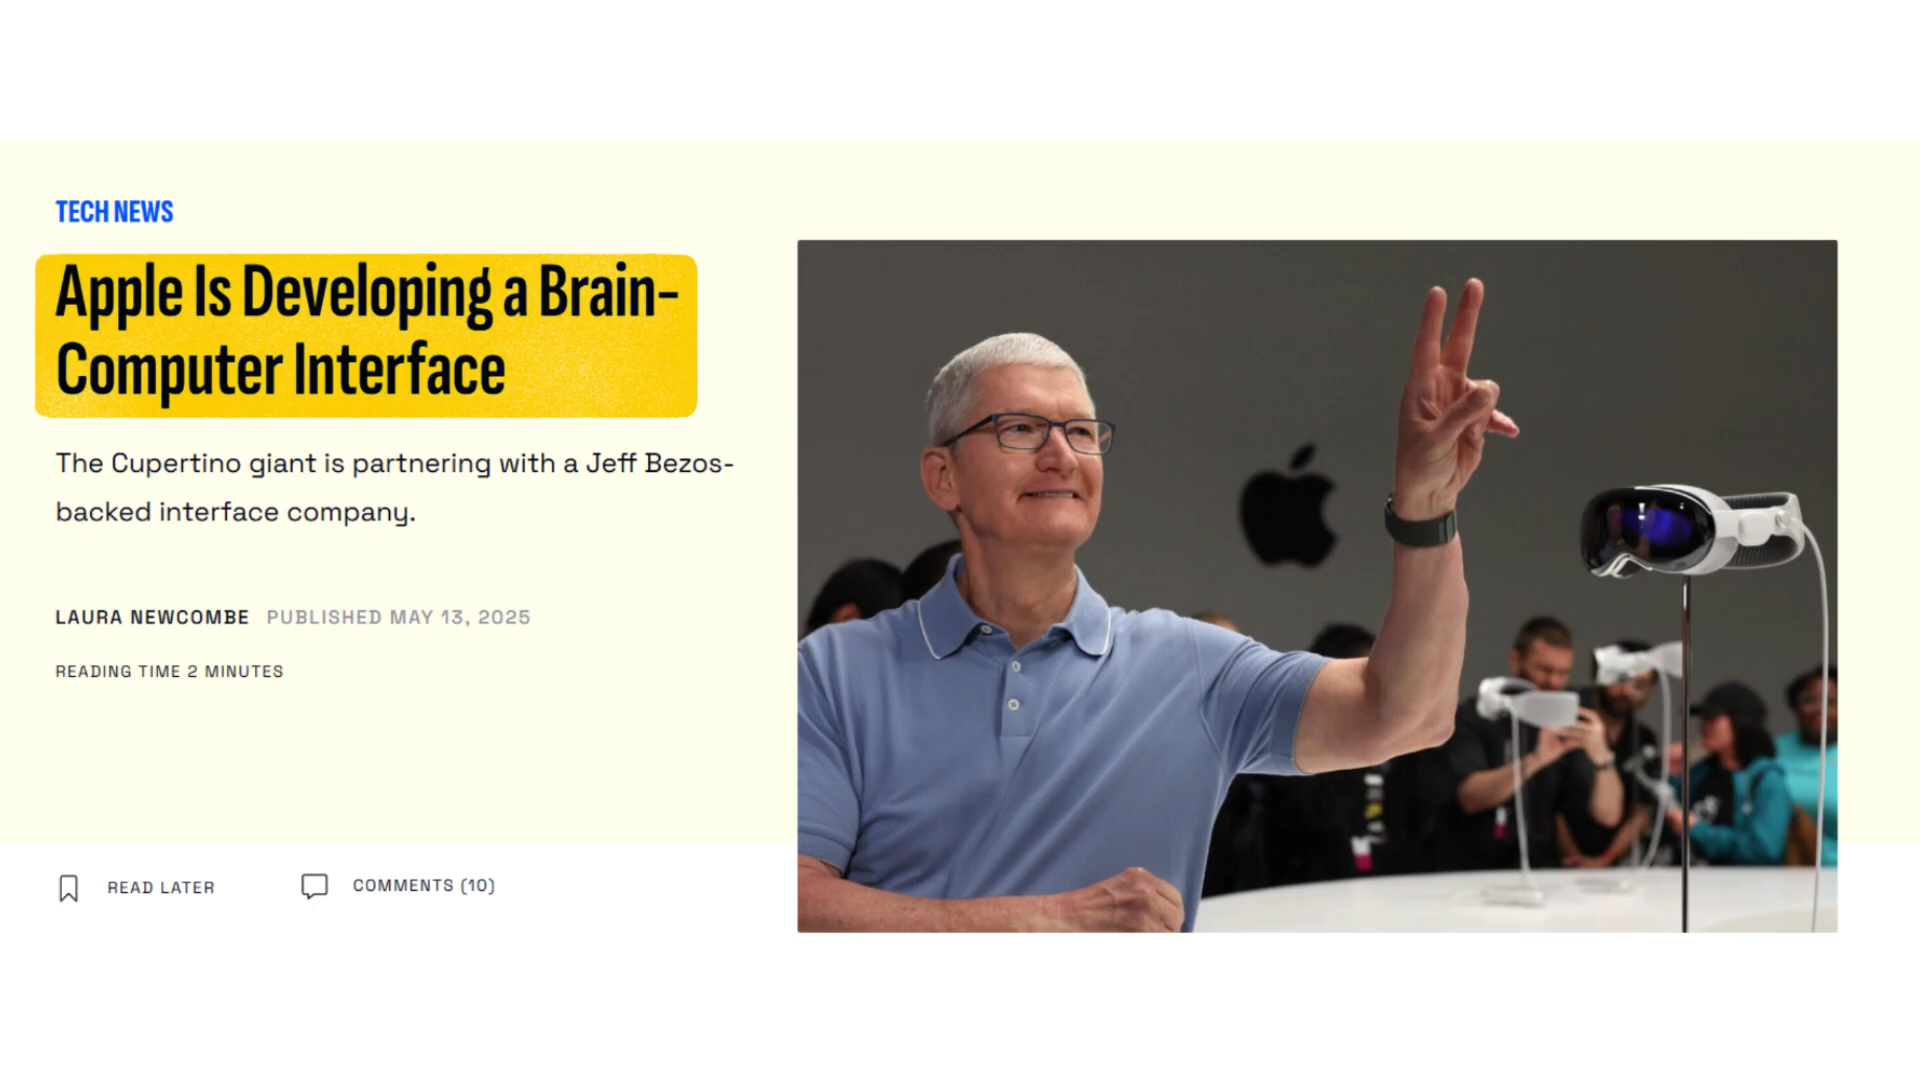 TECH NEWS
Apple Is Developing a Brain-
Computer Interface
The Cupertino giant is partnering with a Jeff Bezos-
backed interface company.
LAURA NEWCOMBE PUBLISHED MAY 13, 2025
READING TIME 2 MINUTES
READ LATER COMMENTS (10)